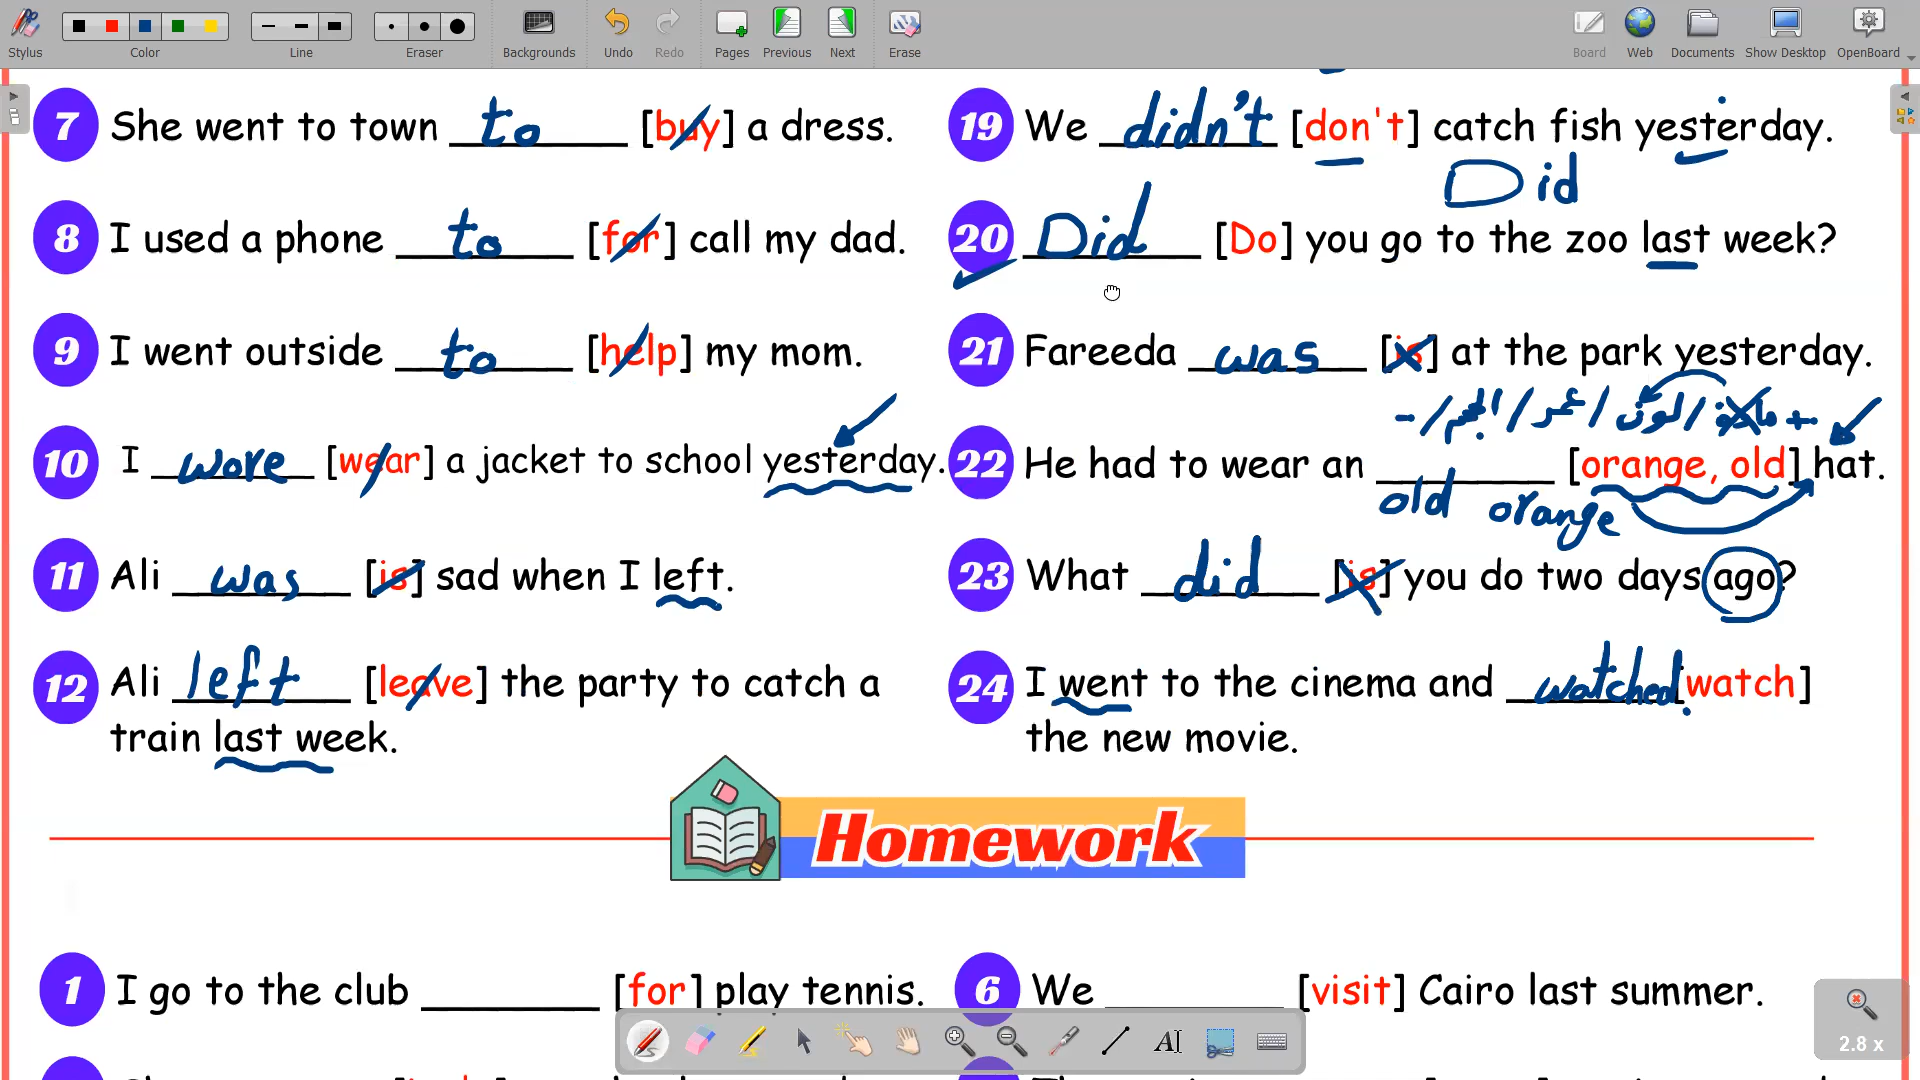 Stylus Color Line Eraser Backgrounds Undo Redo Pages Previous Next Erase Board Web Documents Show Desktop OpenBoard
7 She went to town to [buy] a dress.
8 I used a phone to [for] call my dad.
9 I went outside to [help] my mom.
10 I wore [wear] a jacket to school yesterday.
11 Ali was [is] sad when I left.
12 Ali left [leave] the party to catch a
train last week.
19 We didn't [don't] catch fish yesterday.
Did
20 Did [Do] you go to the zoo last week?
21 Fareeda was [is] at the park yesterday.
22 He had to wear an ________ [orange, old] hat.
old orange
23 What did [is] you do two days ago?
24 I went to the cinema and watched [watch]
the new movie.
Homework
1 I go to the club ________ [for] play tennis.
6 We ________ [visit] Cairo last summer.
2.8 x